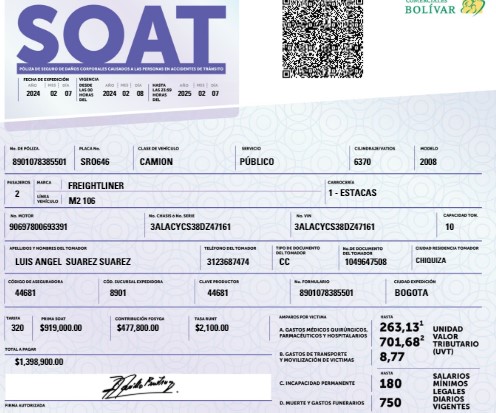 COMERCIALES
BOLÍVAR
SOAT
PÓLIZA DE SEGURO DE DAÑOS CORPORALES CAUSADOS A LAS PERSONAS EN ACCIDENTES DE TRÁNSITO
FECHA DE EXPEDICIÓN VIGENCIA
AÑO MES DÍA DESDE LAS 00 HORAS DEL AÑO MES DÍA HASTA LAS 23:59 HORAS DEL AÑO MES DÍA
2024 02 07 2024 02 08 2025 02 07
No. DE PÓLIZA PLACA No. CLASE DE VEHÍCULO SERVICIO CILINDRAJE/VATIOS MODELO
8901078385501 SRO646 CAMION PÚBLICO 6370 2008
PASAJEROS MARCA FREIGHTLINER CARROCERÍA
2 LÍNEA VEHÍCULO M2 106 1 - ESTACAS
No. MOTOR No. CHASIS ó No. SERIE No. VIN CAPACIDAD TON.
90697800693391 3ALACYCS38DZ47161 3ALACYCS38DZ47161 10
APELLIDOS Y NOMBRES DEL TOMADOR TELÉFONO DEL TOMADOR TIPO DE DOCUMENTO DEL TOMADOR No. DE DOCUMENTO DEL TOMADOR CIUDAD RESIDENCIA TOMADOR
LUIS ANGEL SUAREZ SUAREZ 3123687474 CC 1049647508 CHIQUIZA
CÓDIGO DE ASEGURADORA CÓD. SUCURSAL EXPEDIDORA CLAVE PRODUCTOR No. FORMULARIO CIUDAD EXPEDICIÓN
44681 8901 44681 8901078385501 BOGOTA
TARIFA PRIMA SOAT CONTRIBUCIÓN FOSYGA TASA RUNT AMPAROS POR VICTIMA HASTA
320 $919,000.00 $477,800.00 $2,100.00
TOTAL A PAGAR
$1,398,900.00
FIRMA AUTORIZADA
A. GASTOS MÉDICOS QUIRÚRGICOS, FARMACÉUTICOS Y HOSPITALARIOS 263,13¹
701,68² UNIDAD VALOR TRIBUTARIO (UVT)
B. GASTOS DE TRANSPORTE Y MOVILIZACIÓN DE VICTIMAS 8,77
HASTA
C. INCAPACIDAD PERMANENTE 180 SALARIOS MÍNIMOS LEGALES DIARIOS VIGENTES
D. MUERTE Y GASTOS FUNERARIOS 750